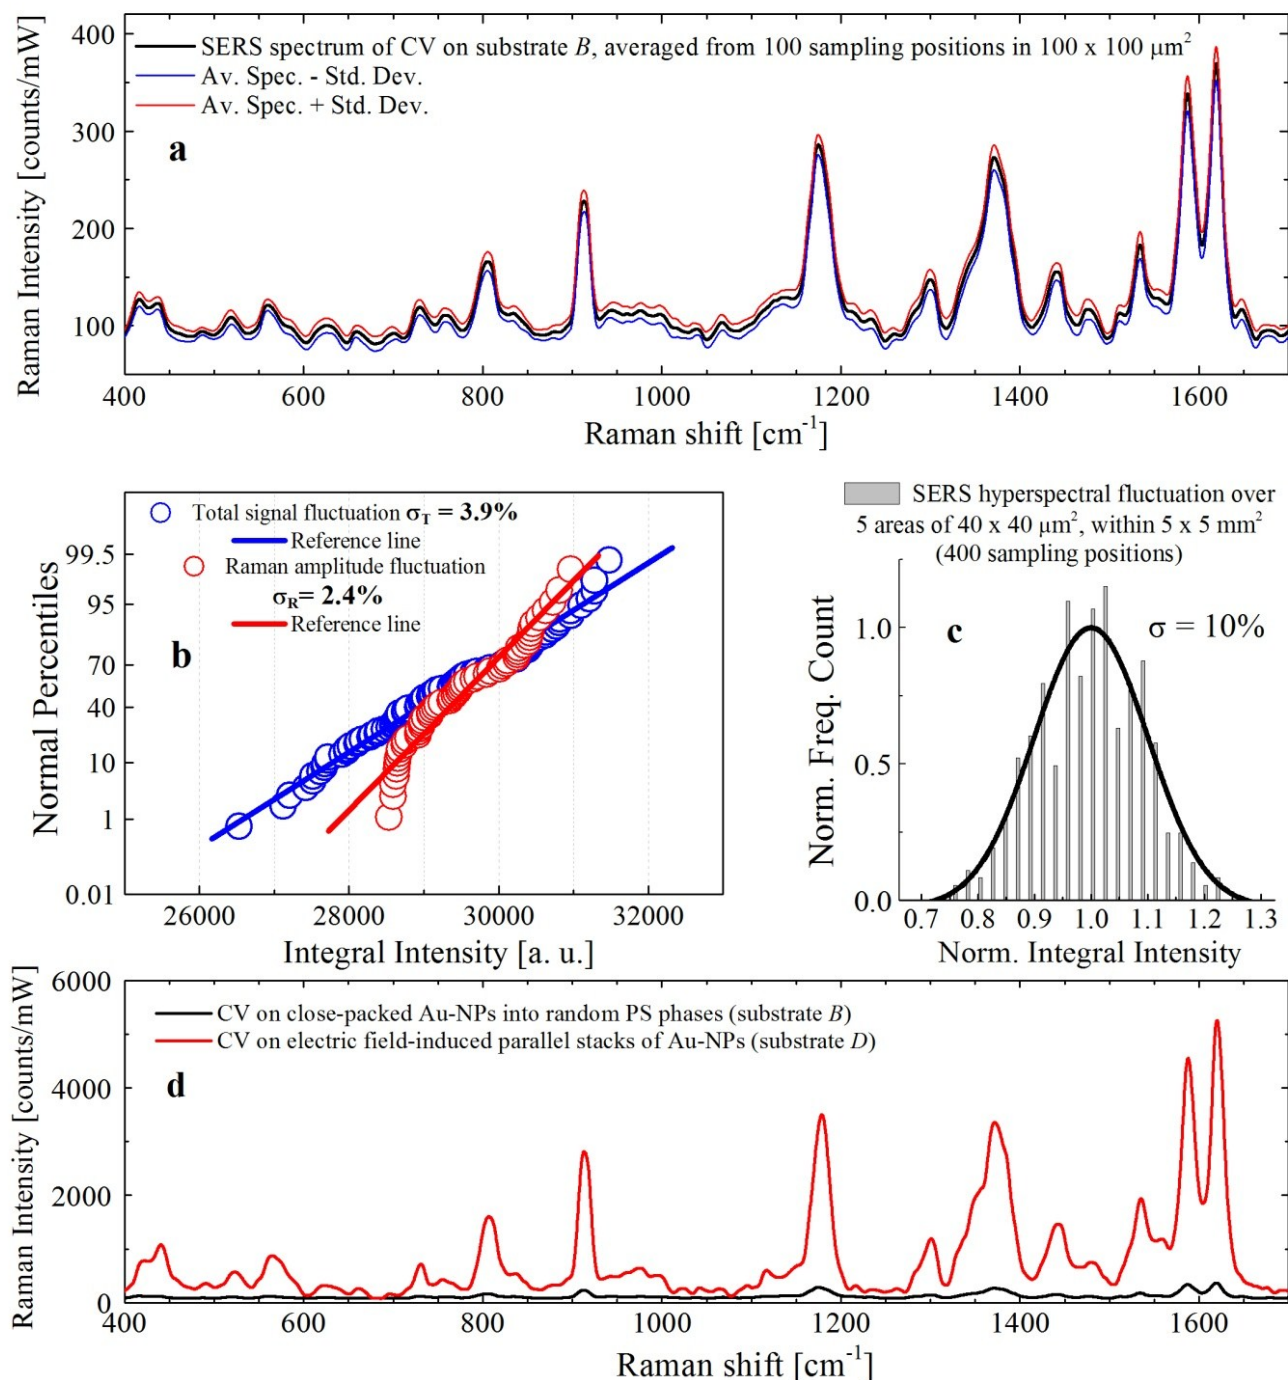 SERS spectrum of CV on substrate B, averaged from 100 sampling positions in 100 x 100 μm²
Av. Spec. - Std. Dev.
Av. Spec. + Std. Dev.
a
Raman Intensity [counts/mW]
400
300
200
100
400 600 800 1000 1200 1400 1600
Raman shift [cm⁻¹]
Total signal fluctuation σT = 3.9%
Reference line
Raman amplitude fluctuation
σR= 2.4%
Reference line
b
Normal Percentiles
99.5
95
70
40
10
1
0.01
26000 28000 30000 32000
Integral Intensity [a. u.]
SERS hyperspectral fluctuation over
5 areas of 40 x 40 μm², within 5 x 5 mm²
(400 sampling positions)
c
σ = 10%
Norm. Freq. Count
1.0
0.5
0.0
0.7 0.8 0.9 1.0 1.1 1.2 1.3
Norm. Integral Intensity
CV on close-packed Au-NPs into random PS phases (substrate B)
CV on electric field-induced parallel stacks of Au-NPs (substrate D)
d
Raman Intensity [counts/mW]
6000
4000
2000
0
400 600 800 1000 1200 1400 1600
Raman shift [cm⁻¹]